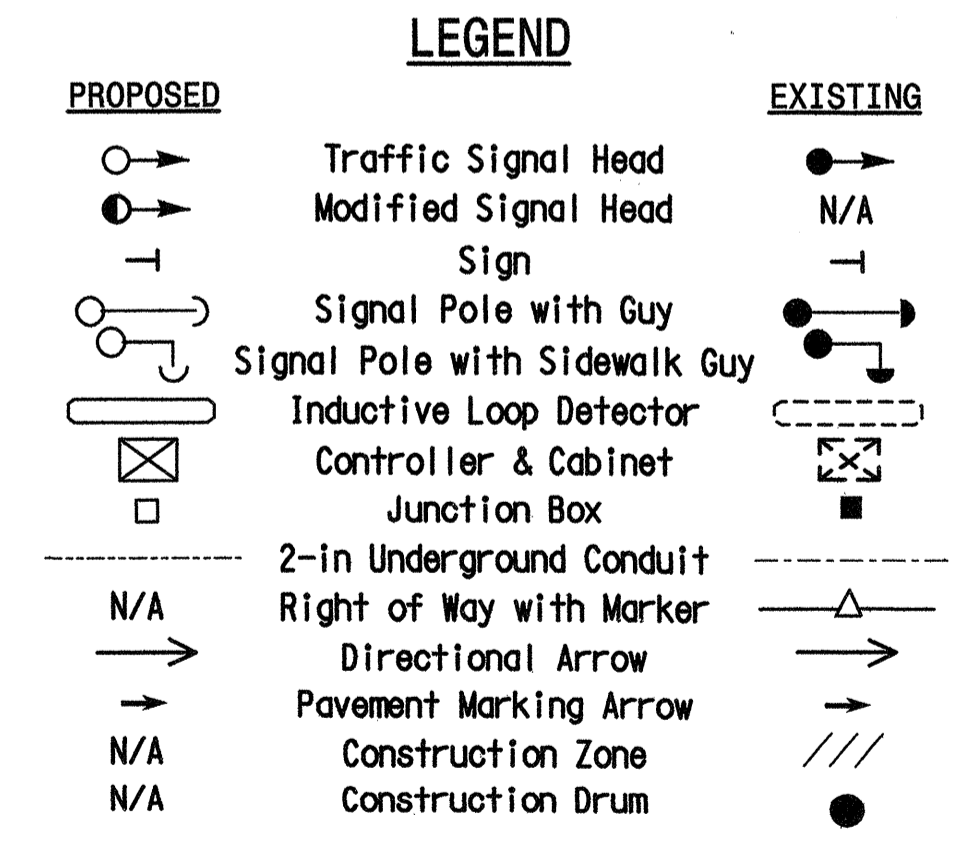 LEGEND
PROPOSED EXISTING
Traffic Signal Head
Modified Signal Head N/A
Sign
Signal Pole with Guy
Signal Pole with Sidewalk Guy
Inductive Loop Detector
Controller & Cabinet
Junction Box
2-in Underground Conduit
N/A Right of Way with Marker
Directional Arrow
Pavement Marking Arrow
N/A Construction Zone
N/A Construction Drum